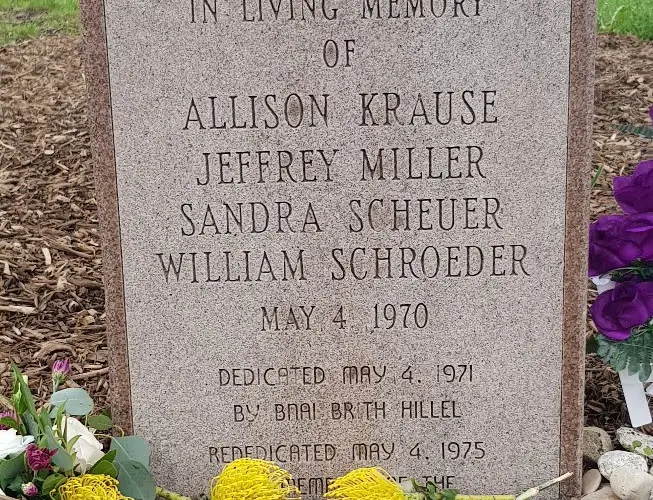 IN LIVING MEMORY
OF
ALLISON KRAUSE
JEFFREY MILLER
SANDRA SCHEUER
WILLIAM SCHROEDER
MAY 4 1970
DEDICATED MAY 4, 1971
BY BNAI BRITH HILLEL
REDEDICATED MAY 4, 1975
THE